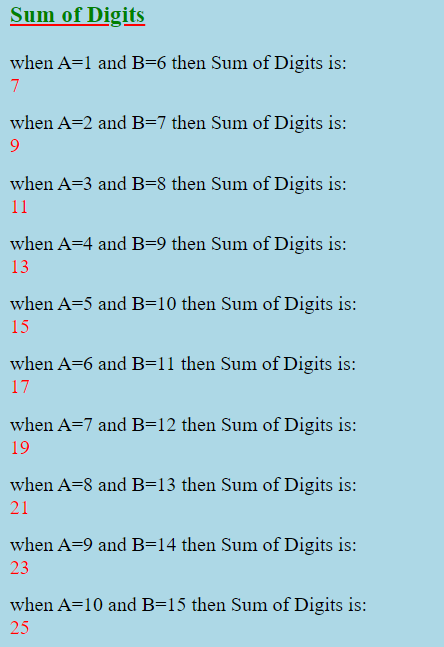 Sum of Digits
when A=1 and B=6 then Sum of Digits is:
7
when A=2 and B=7 then Sum of Digits is:
9
when A=3 and B=8 then Sum of Digits is:
11
when A=4 and B=9 then Sum of Digits is:
13
when A=5 and B=10 then Sum of Digits is:
15
when A=6 and B=11 then Sum of Digits is:
17
when A=7 and B=12 then Sum of Digits is:
19
when A=8 and B=13 then Sum of Digits is:
21
when A=9 and B=14 then Sum of Digits is:
23
when A=10 and B=15 then Sum of Digits is:
25